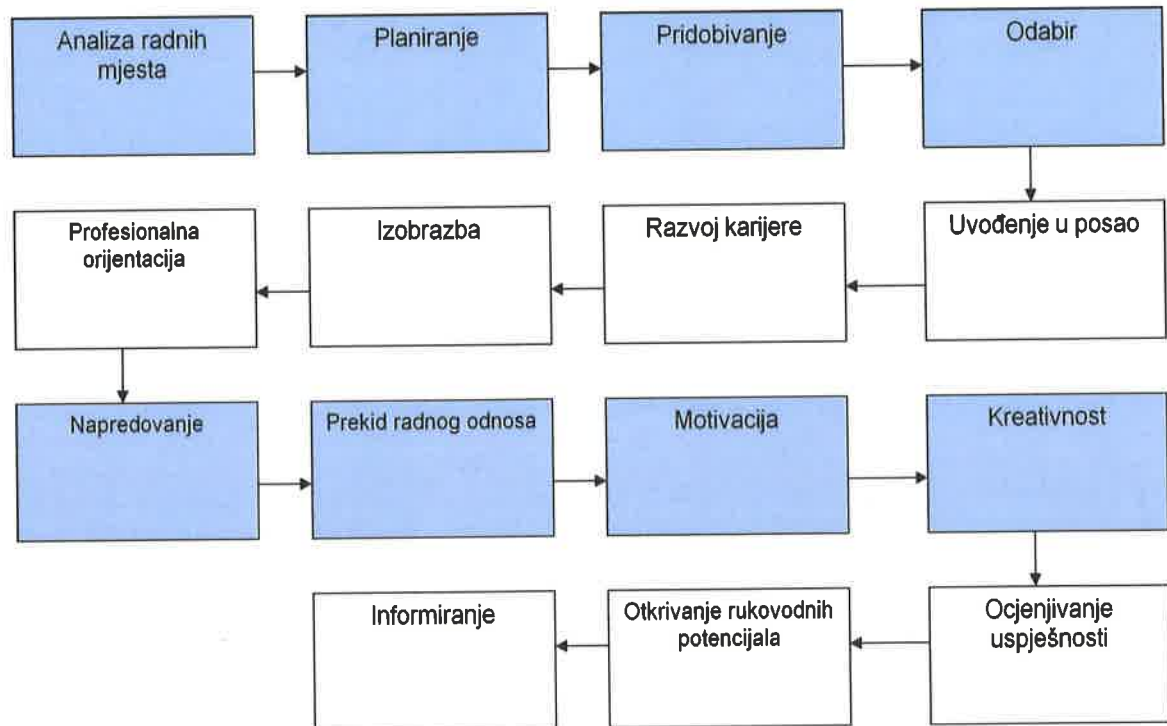 Analiza radnih
mjesta
Planiranje
Pridobivanje
Odabir
Uvođenje u posao
Razvoj karijere
Izobrazba
Profesionalna
orijentacija
Napredovanje
Prekid radnog odnosa
Motivacija
Kreativnost
Ocjenjivanje
uspješnosti
Otkrivanje rukovodnih
potencijala
Informiranje